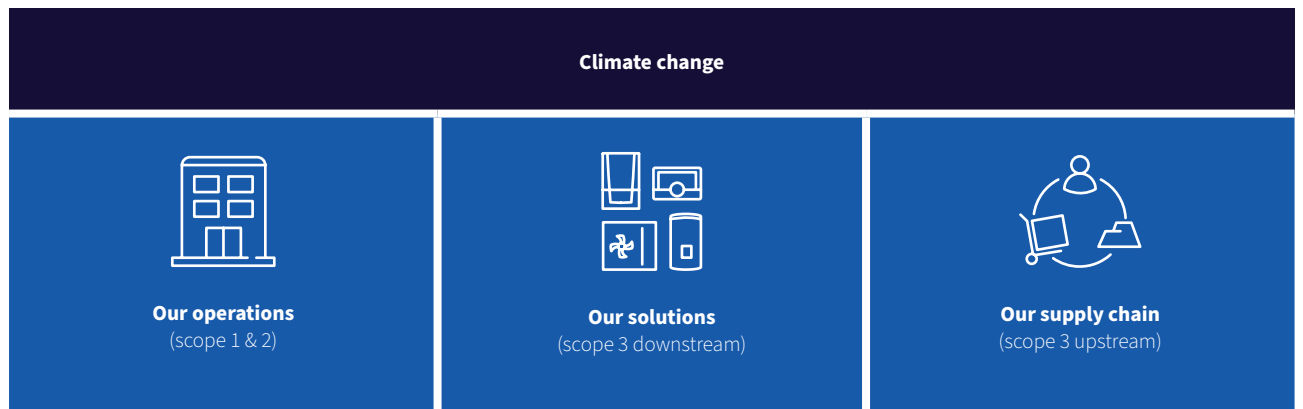 Climate change
Our operations
(scope 1 & 2)
Our solutions
(scope 3 downstream)
Our supply chain
(scope 3 upstream)